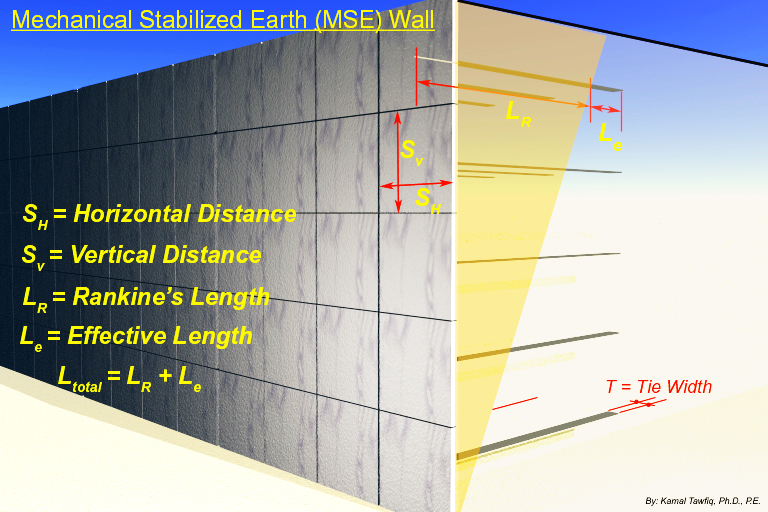 Mechanical Stabilized Earth (MSE) Wall
L_R
L_e
S_v
S_H
S_H = Horizontal Distance
S_v = Vertical Distance
L_R = Rankine's Length
L_e = Effective Length
L_total = L_R + L_e
T = Tie Width
By: Kamal Tawfiq, Ph.D., P.E.